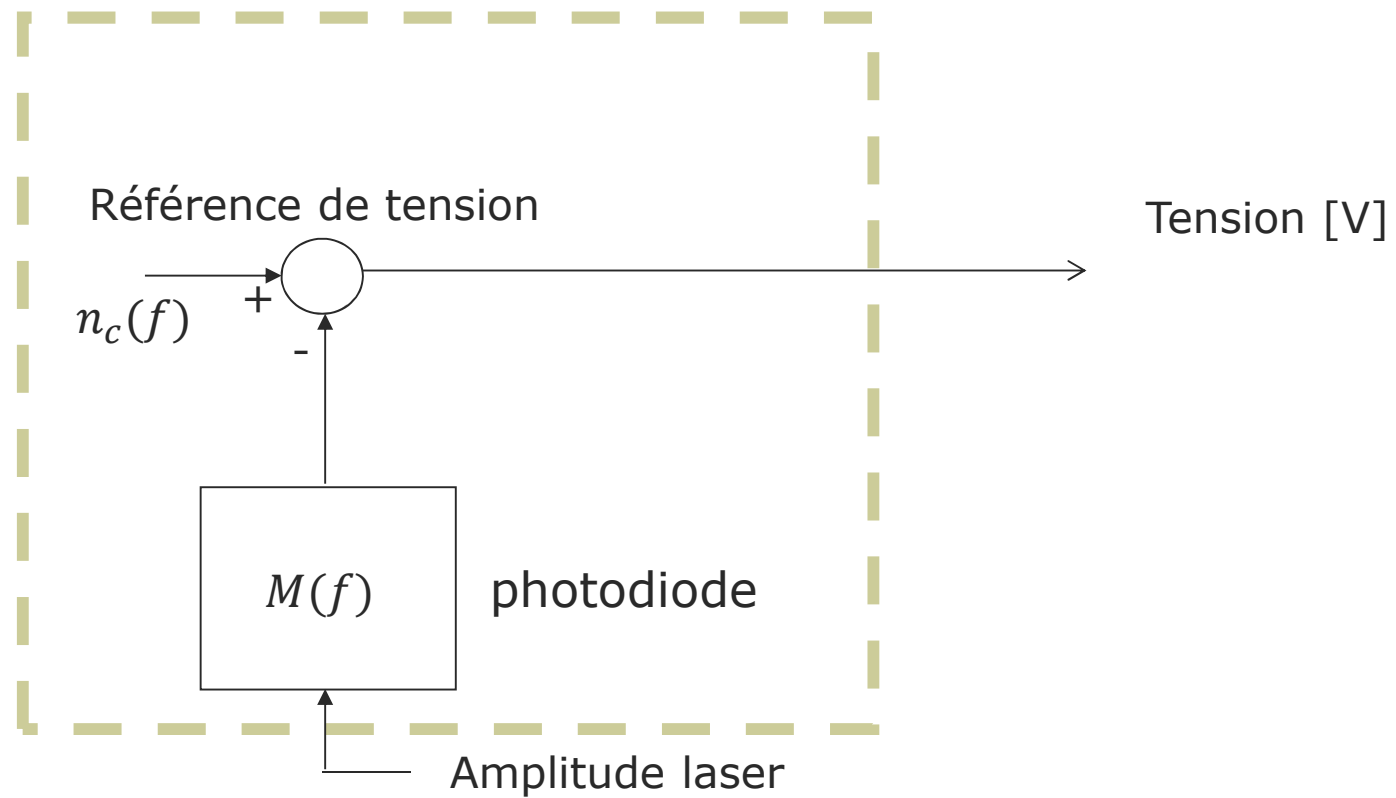 Référence de tension
Tension [V]
+
n_c(f)
-
M(f)
photodiode
Amplitude laser